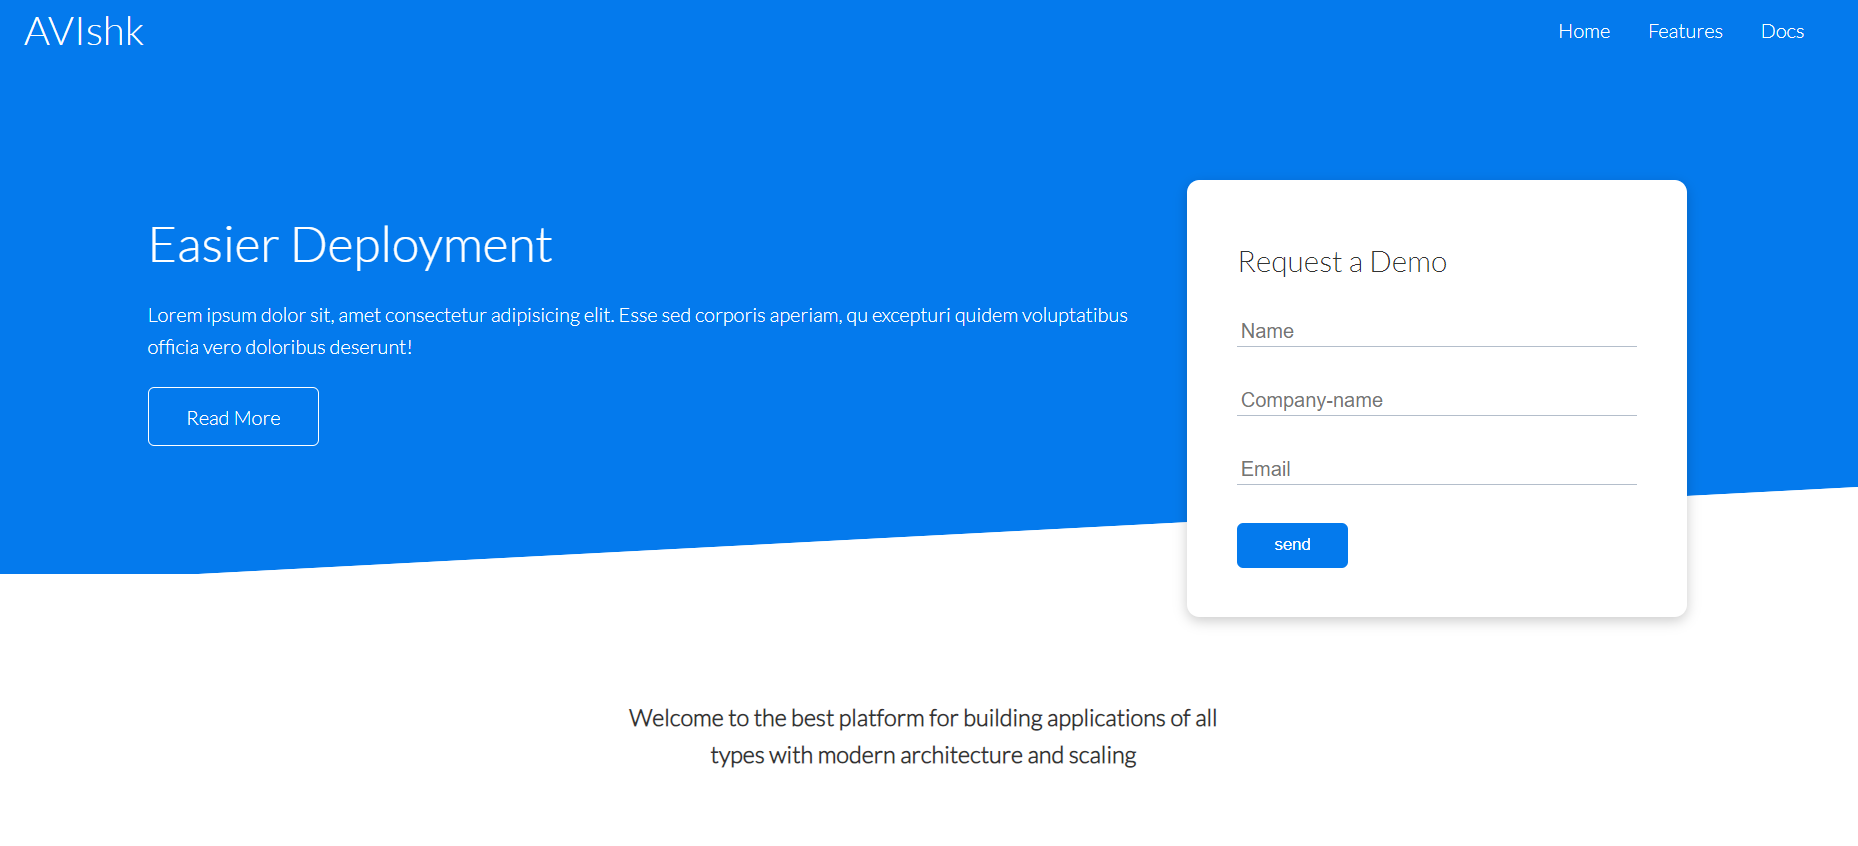 AVIshk
Home
Features
Docs
Easier Deployment
Lorem ipsum dolor sit, amet consectetur adipisicing elit. Esse sed corporis aperiam, qu excepturi quidem voluptatibus
officia vero doloribus deserunt!
Read More
Request a Demo
Name
Company-name
Email
send
Welcome to the best platform for building applications of all
types with modern architecture and scaling